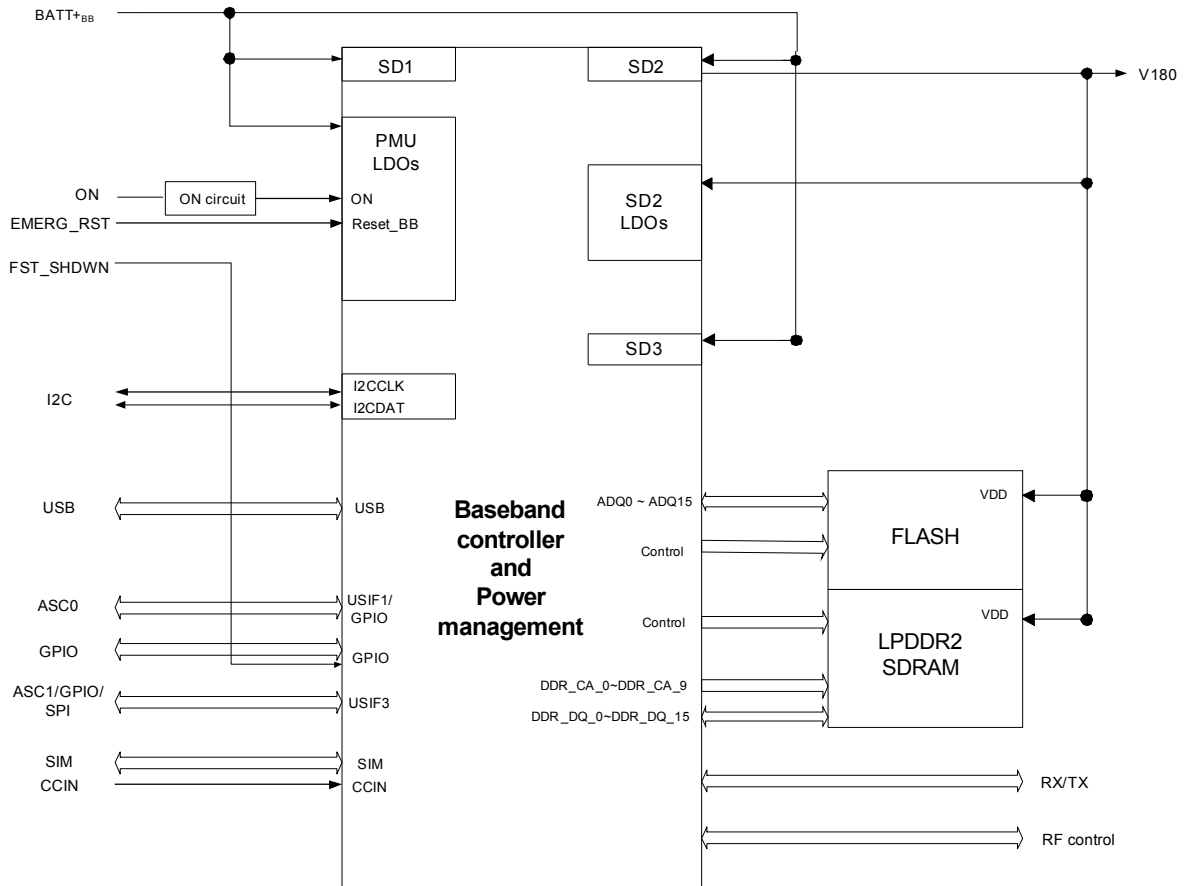 BATT+BB
SD1
SD2
V180
PMU
LDOs
ON
ON circuit
ON
EMERG_RST
Reset_BB
SD2
LDOs
FST_SHDWN
SD3
I2C
I2CCLK
I2CDAT
USB
USB
Baseband
controller
and
Power
management
ADQ0 ~ ADQ15
VDD
FLASH
Control
ASC0
USIF1/
GPIO
Control
VDD
LPDDR2
SDRAM
GPIO
GPIO
ASC1/GPIO/
SPI
USIF3
DDR_CA_0~DDR_CA_9
DDR_DQ_0~DDR_DQ_15
SIM
SIM
CCIN
CCIN
RX/TX
RF control